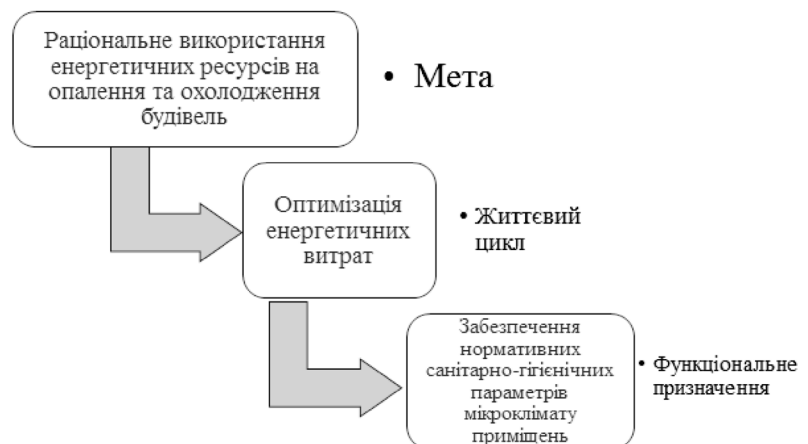 Раціональне використання
енергетичних ресурсів на
опалення та охолодження
будівель
• Мета
Оптимізація
енергетичних
витрат
• Життєвий
цикл
Забезпечення
нормативних
санітарно-гігієнічних
параметрів
мікроклімату
приміщень
• Функціональне
призначення